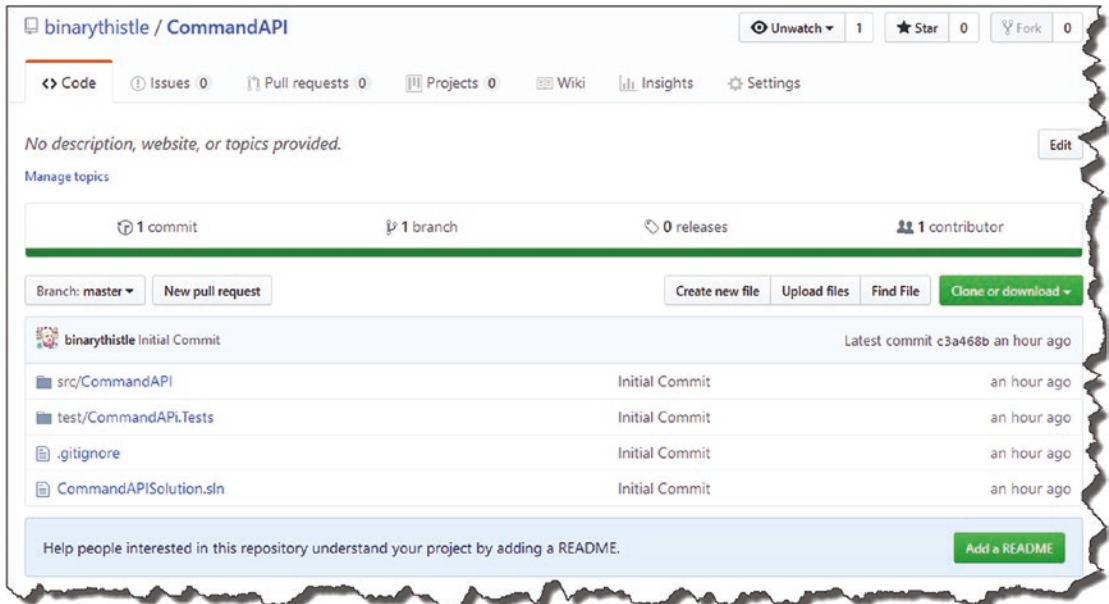 binarythistle / CommandAPI
Unwatch 1 Star 0 Fork 0
Code Issues 0 Pull requests 0 Projects 0 Wiki Insights Settings
No description, website, or topics provided. Edit
Manage topics
1 commit 1 branch 0 releases 1 contributor
Branch: master New pull request Create new file Upload files Find File Clone or download
binarythistle Initial Commit Latest commit c3a468b an hour ago
src/CommandAPI Initial Commit an hour ago
test/CommandAPi.Tests Initial Commit an hour ago
.gitignore Initial Commit an hour ago
CommandAPISolution.sln Initial Commit an hour ago
Help people interested in this repository understand your project by adding a README. Add a README